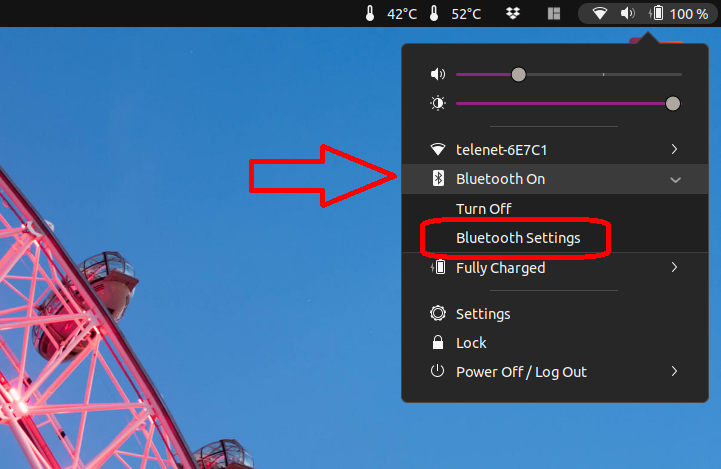 42°C 52°C 100 %
telenet-6E7C1
Bluetooth On
Turn Off
Bluetooth Settings
Fully Charged
Settings
Lock
Power Off / Log Out